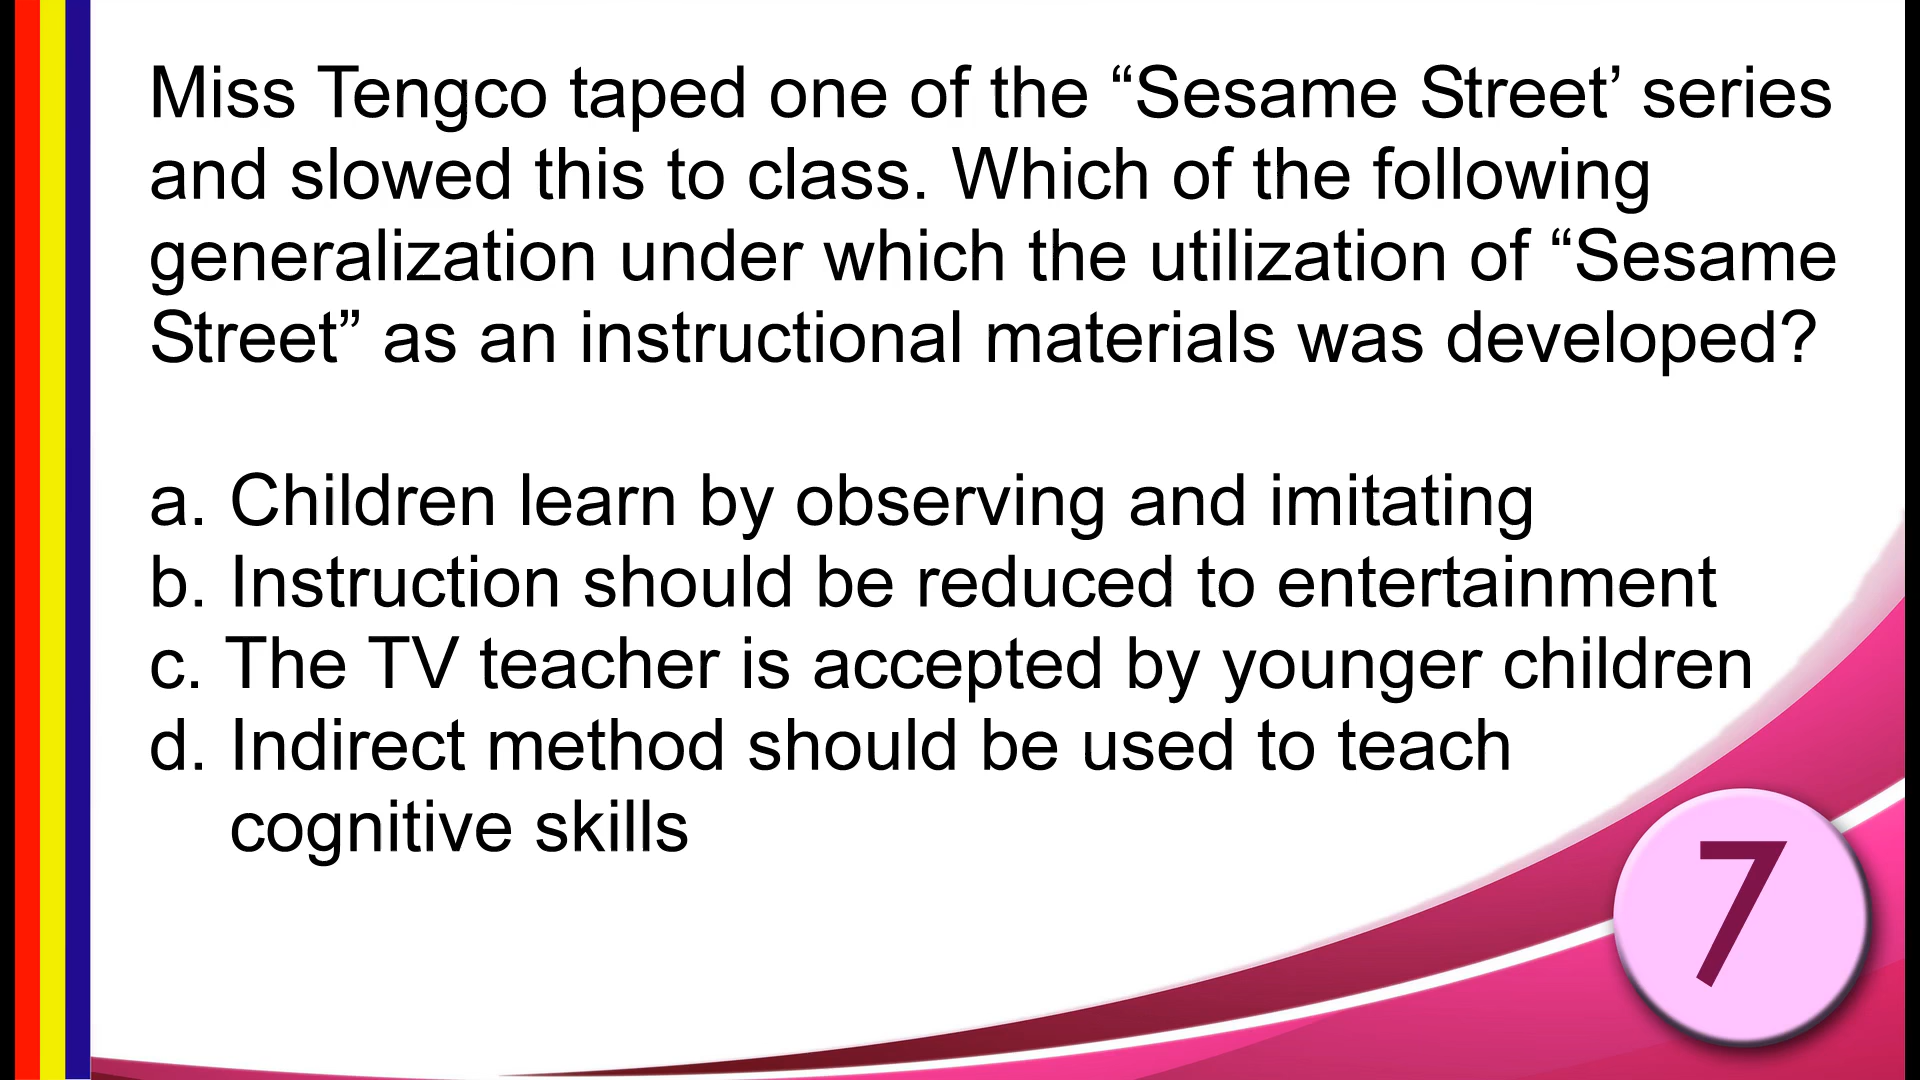 Miss Tengco taped one of the “Sesame Street’ series
and slowed this to class. Which of the following
generalization under which the utilization of “Sesame
Street” as an instructional materials was developed?
a. Children learn by observing and imitating
b. Instruction should be reduced to entertainment
c. The TV teacher is accepted by younger children
d. Indirect method should be used to teach
cognitive skills
7